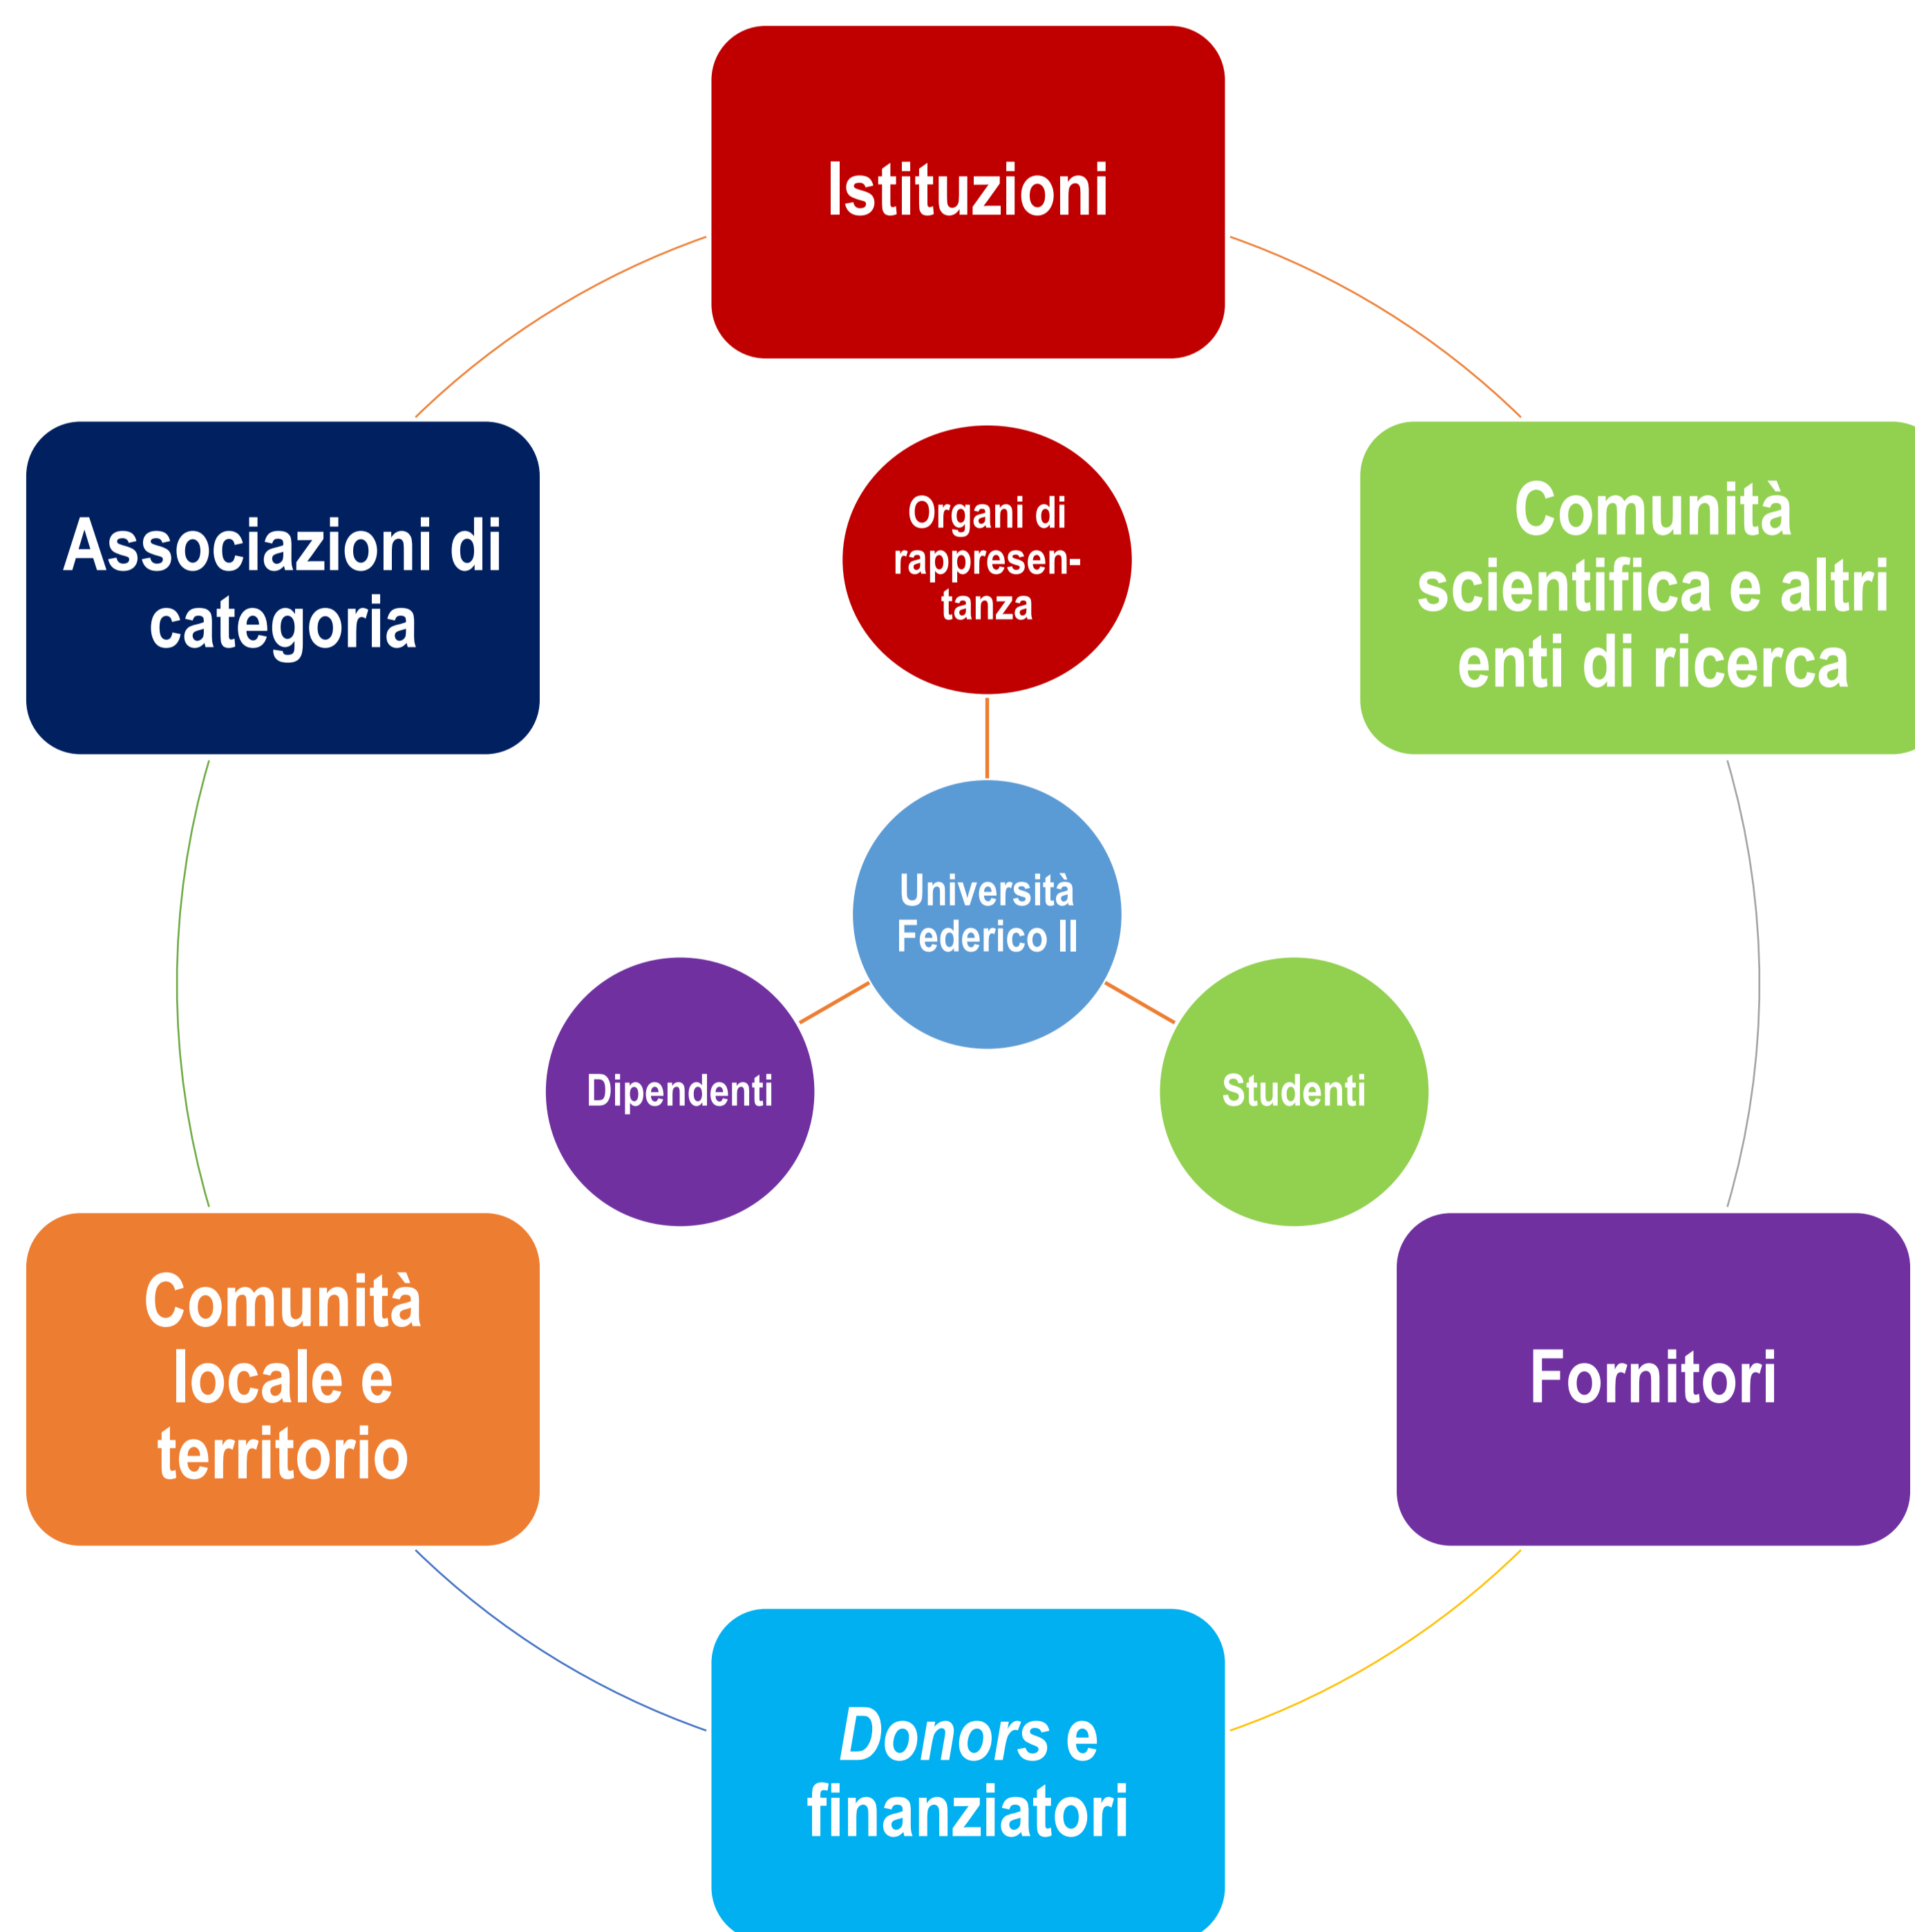 Istituzioni
Associazioni di
categoria
Comunità
scientifica e altri
enti di ricerca
Organi di
rappresen-
tanza
Università
Federico II
Dipendenti
Studenti
Comunità
locale e
territorio
Fornitori
Donors e
finanziatori